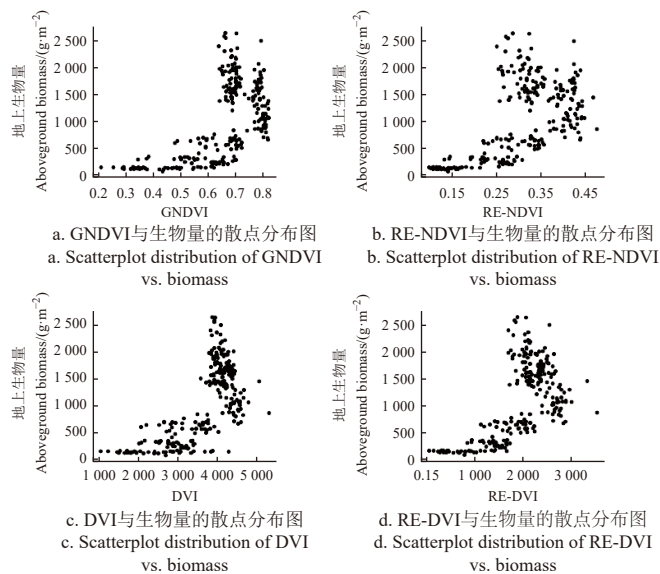 地上生物量
Aboveground biomass/(g·m⁻²)
2 500
2 000
1 500
1 000
500
0
0.2 0.3 0.4 0.5 0.6 0.7 0.8
GNDVI
a. GNDVI与生物量的散点分布图
a. Scatterplot distribution of GNDVI
vs. biomass
地上生物量
Aboveground biomass/(g·m⁻²)
2 500
2 000
1 500
1 000
500
0
0.15 0.25 0.35 0.45
RE-NDVI
b. RE-NDVI与生物量的散点分布图
b. Scatterplot distribution of RE-NDVI
vs. biomass
地上生物量
Aboveground biomass/(g·m⁻²)
2 500
2 000
1 500
1 000
500
0
1 000 2 000 3 000 4 000 5 000
DVI
c. DVI与生物量的散点分布图
c. Scatterplot distribution of DVI
vs. biomass
地上生物量
Aboveground biomass/(g·m⁻²)
2 500
2 000
1 500
1 000
500
0
0.15 1 000 2 000 3 000
RE-DVI
d. RE-DVI与生物量的散点分布图
d. Scatterplot distribution of RE-DVI
vs. biomass